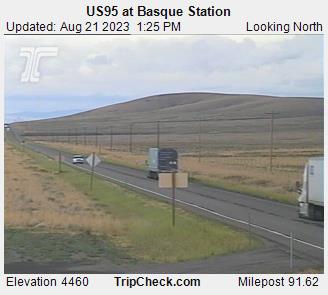 US95 at Basque Station
Updated: Aug 21 2023 1:25 PM Looking North
Elevation 4460 TripCheck.com Milepost 91.62